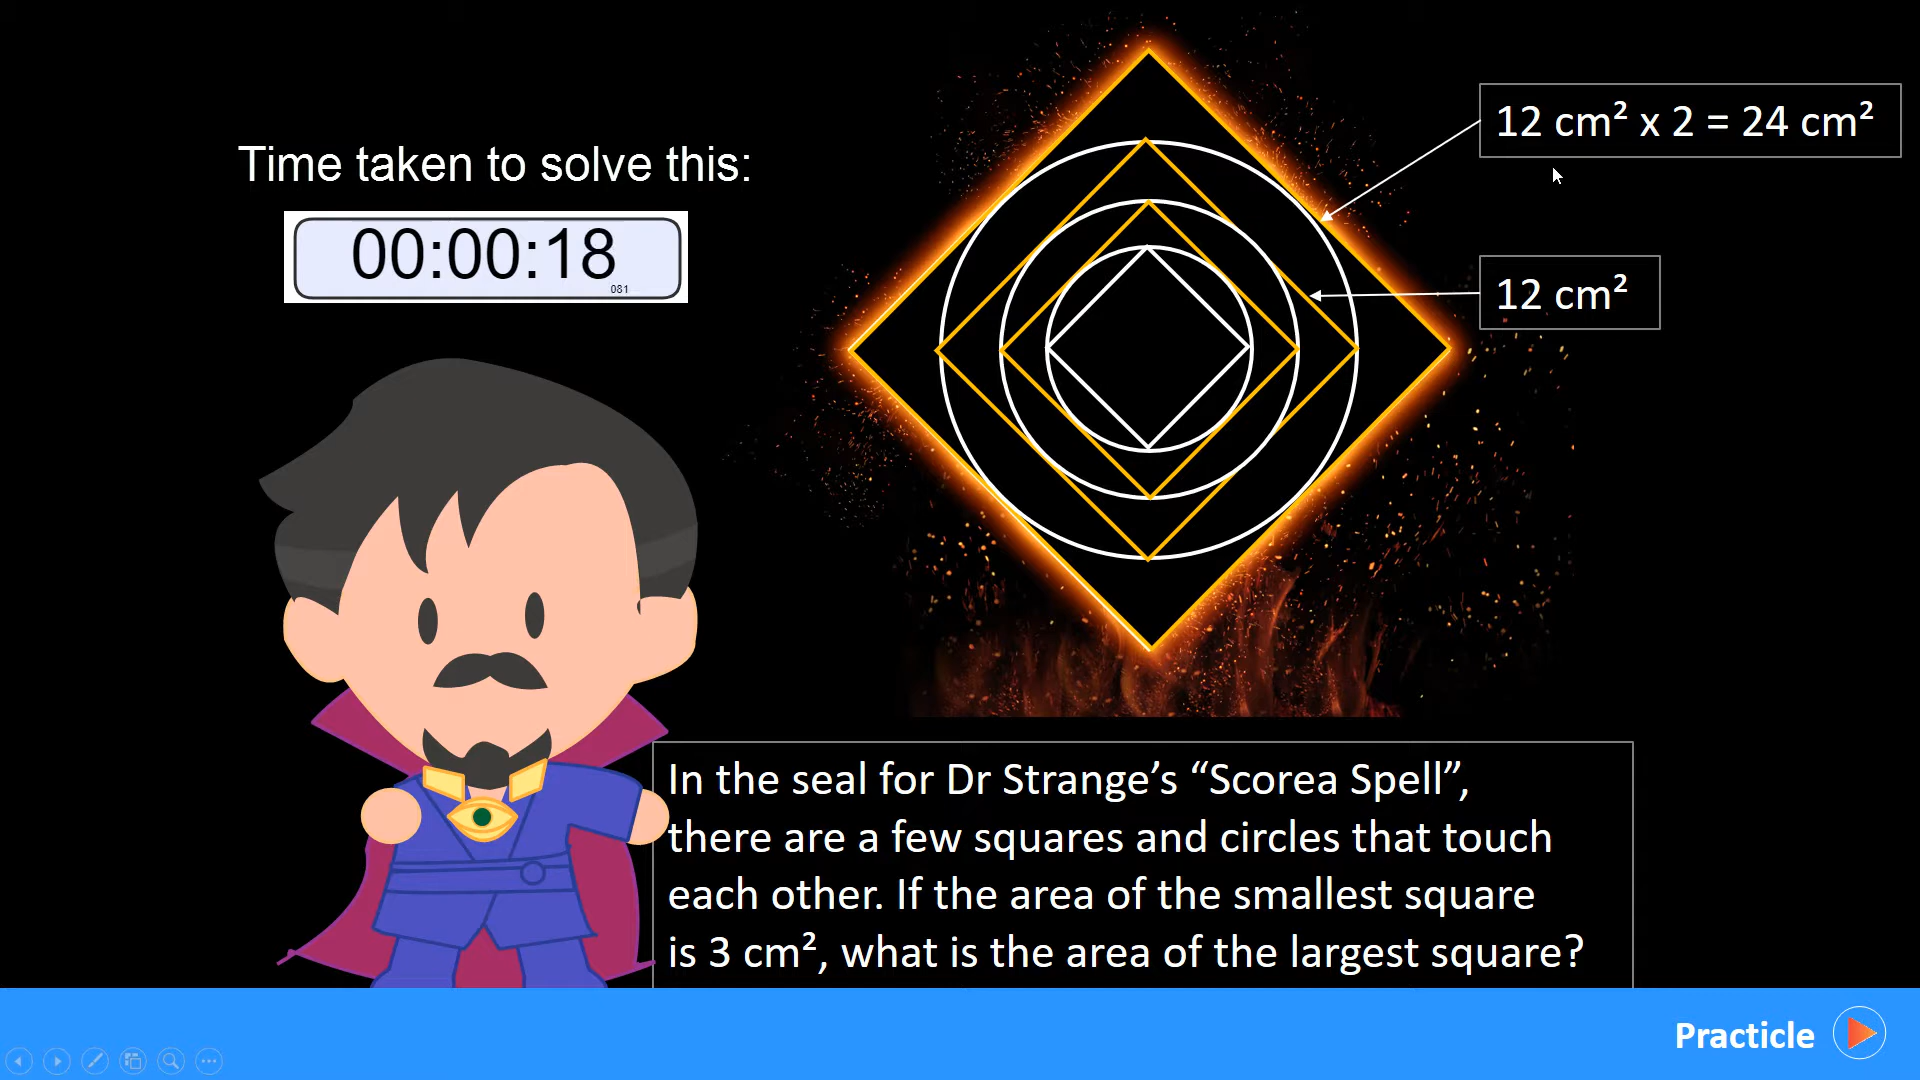 Time taken to solve this:
00:00:18
081
12 cm² x 2 = 24 cm²
12 cm²
In the seal for Dr Strange’s “Scorea Spell”,
there are a few squares and circles that touch
each other. If the area of the smallest square
is 3 cm², what is the area of the largest square?
Practicle